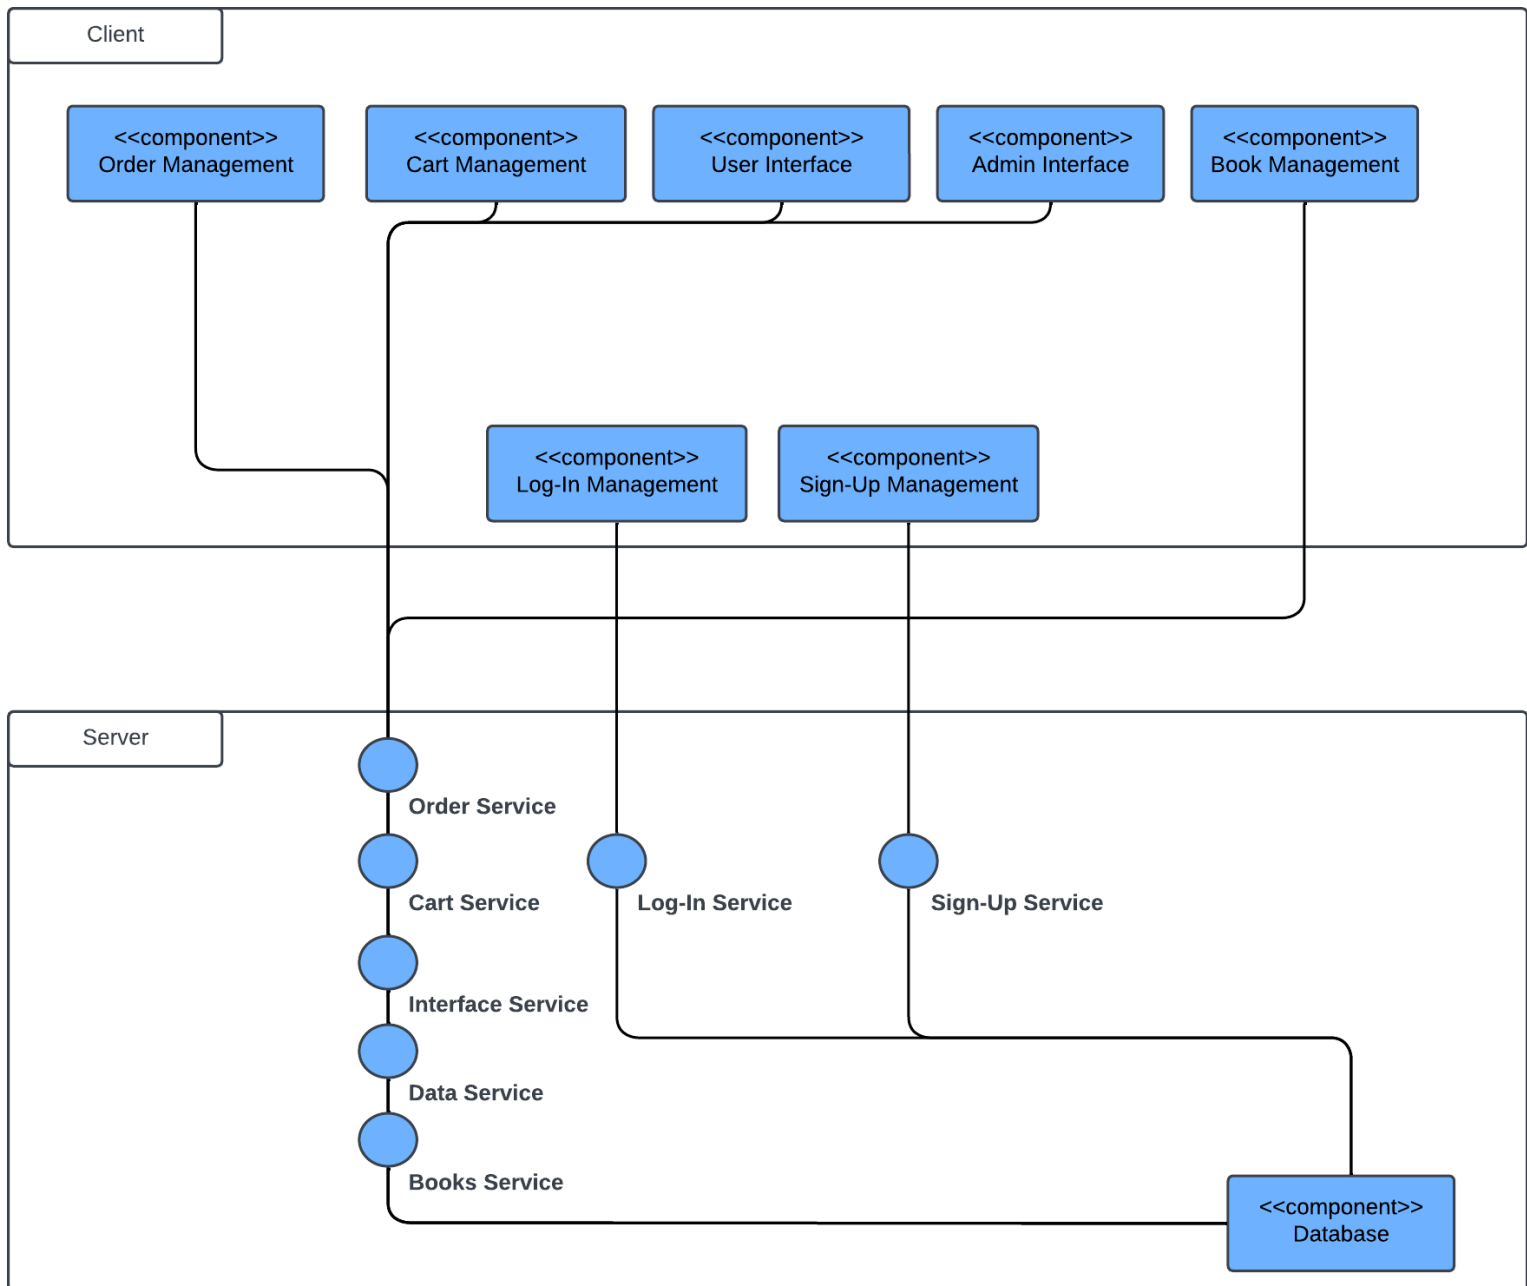 Client
<<component>>
Order Management
<<component>>
Cart Management
<<component>>
User Interface
<<component>>
Admin Interface
<<component>>
Book Management
<<component>>
Log-In Management
<<component>>
Sign-Up Management
Server
Order Service
Cart Service
Log-In Service
Sign-Up Service
Interface Service
Data Service
Books Service
<<component>>
Database